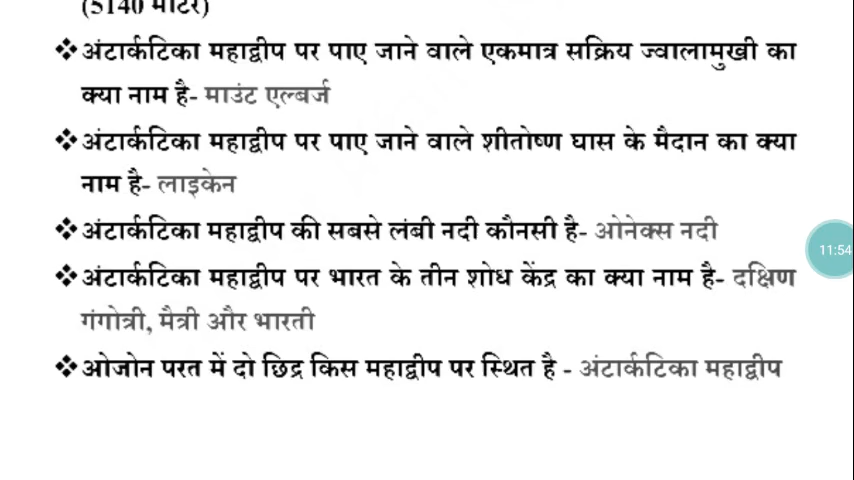 (5140 मीटर)
❖अंटार्कटिका महाद्वीप पर पाए जाने वाले एकमात्र सक्रिय ज्वालामुखी का
क्या नाम है- माउंट एल्बर्ज
❖अंटार्कटिका महाद्वीप पर पाए जाने वाले शीतोष्ण घास के मैदान का क्या
नाम है- लाइकेन
❖अंटार्कटिका महाद्वीप की सबसे लंबी नदी कौनसी है- ओनेक्स नदी
11:54
❖अंटार्कटिका महाद्वीप पर भारत के तीन शोध केंद्र का क्या नाम है- दक्षिण
गंगोत्री, मैत्री और भारती
❖ओजोन परत में दो छिद्र किस महाद्वीप पर स्थित है - अंटार्कटिका महाद्वीप